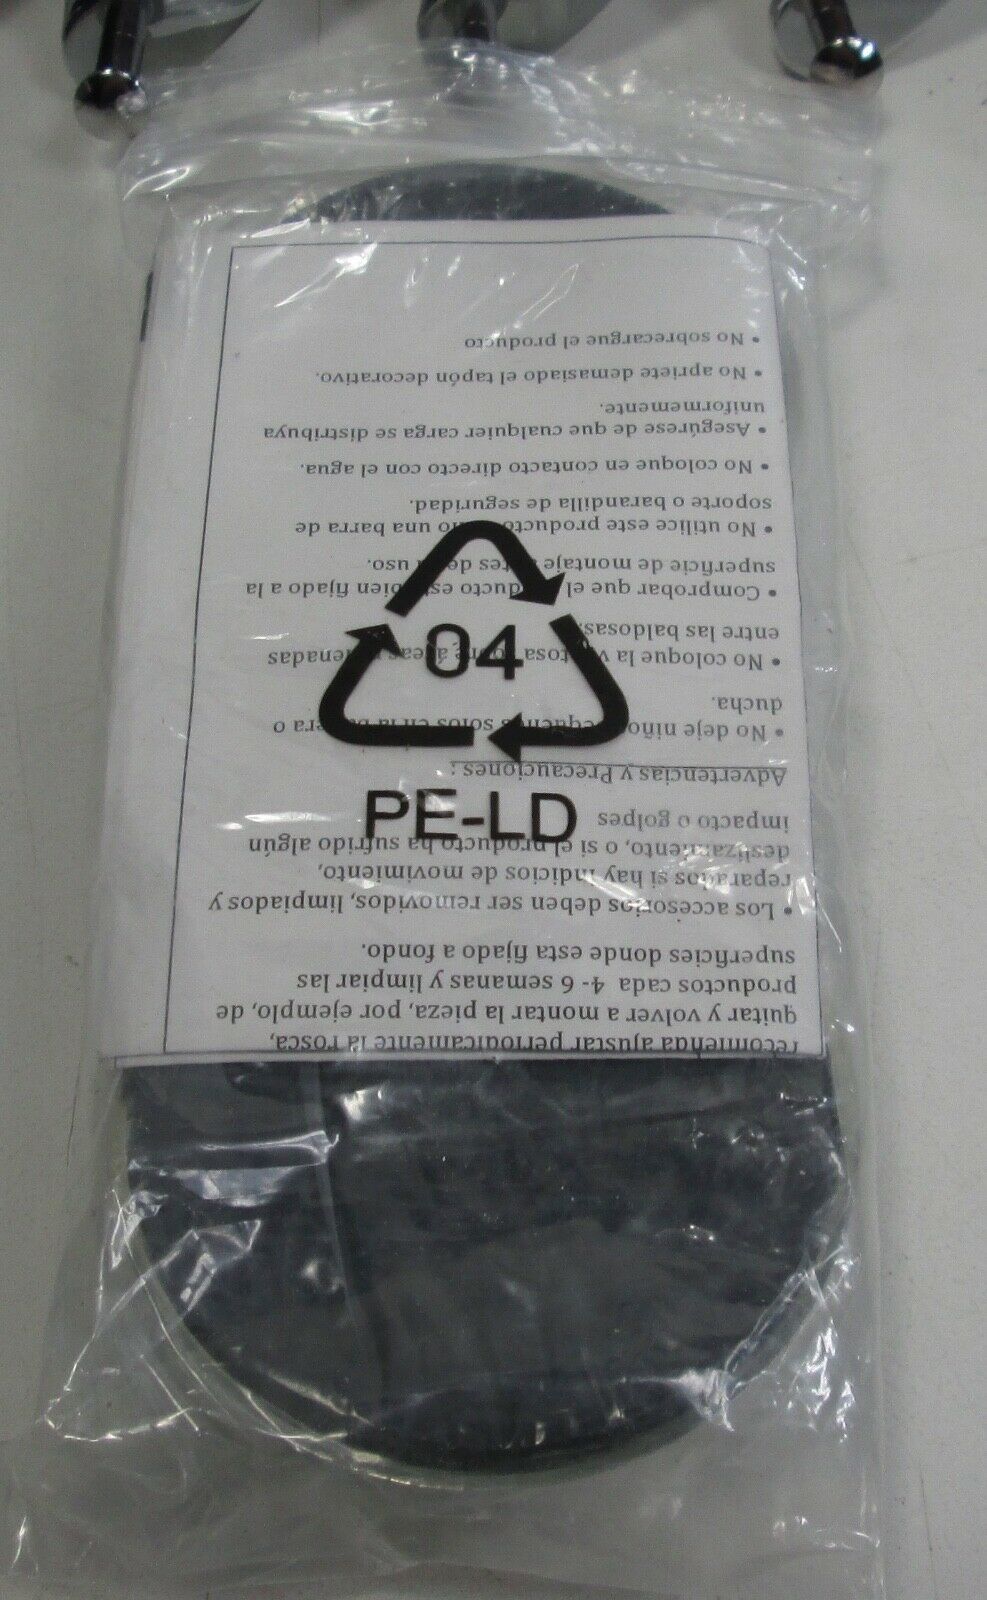 04
PE-LD
recomienda ajustar periodicamente la rosca,
quitar y volver a montar la pieza, por ejemplo, de
productos cada 4- 6 semanas y limpiar las
superficies donde esta fijado a fondo.
• Los accesorios deben ser removidos, limpiados y
reparados si hay indicios de movimiento,
deslizamiento, o si el producto ha sufrido algún
impacto o golpes
Advertencias y Precauciones :
• No deje niños pequeños solos en la bañera o
ducha.
• No coloque la ventosa sobre áreas rellenadas
entre las baldosas.
• Comprobar que el producto está bien fijado a la
superficie de montaje antes de su uso.
• No utilice este producto como una barra de
soporte o barandilla de seguridad.
• No coloque en contacto directo con el agua.
• Asegúrese de que cualquier carga se distribuya
uniformemente.
• No apriete demasiado el tapón decorativo.
• No sobrecargue el producto